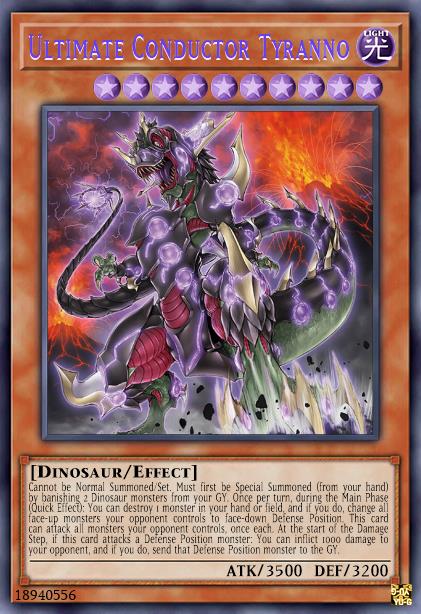 ULTIMATE CONDUCTOR TYRANNO
LIGHT
光
[DINOSAUR/EFFECT]
Cannot be Normal Summoned/Set. Must first be Special Summoned (from your hand)
by banishing 2 Dinosaur monsters from your GY. Once per turn, during the Main Phase
(Quick Effect): You can destroy 1 monster in your hand or field, and if you do, change all
face-up monsters your opponent controls to face-down Defense Position. This card
can attack all monsters your opponent controls, once each. At the start of the Damage
Step, if this card attacks a Defense Position monster: You can inflict 1000 damage to
your opponent, and if you do, send that Defense Position monster to the GY.
ATK/3500 DEF/3200
18940556